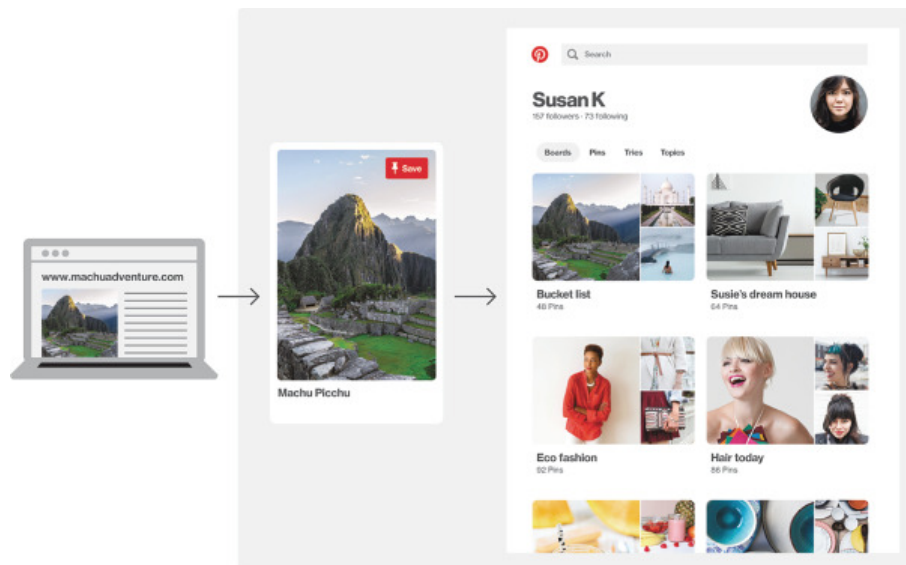 www.machuadventure.com
Save
Machu Picchu
Search
Susan K
157 followers · 73 following
Boards Pins Tries Topics
Bucket list
48 Pins
Susie's dream house
64 Pins
Eco fashion
92 Pins
Hair today
86 Pins